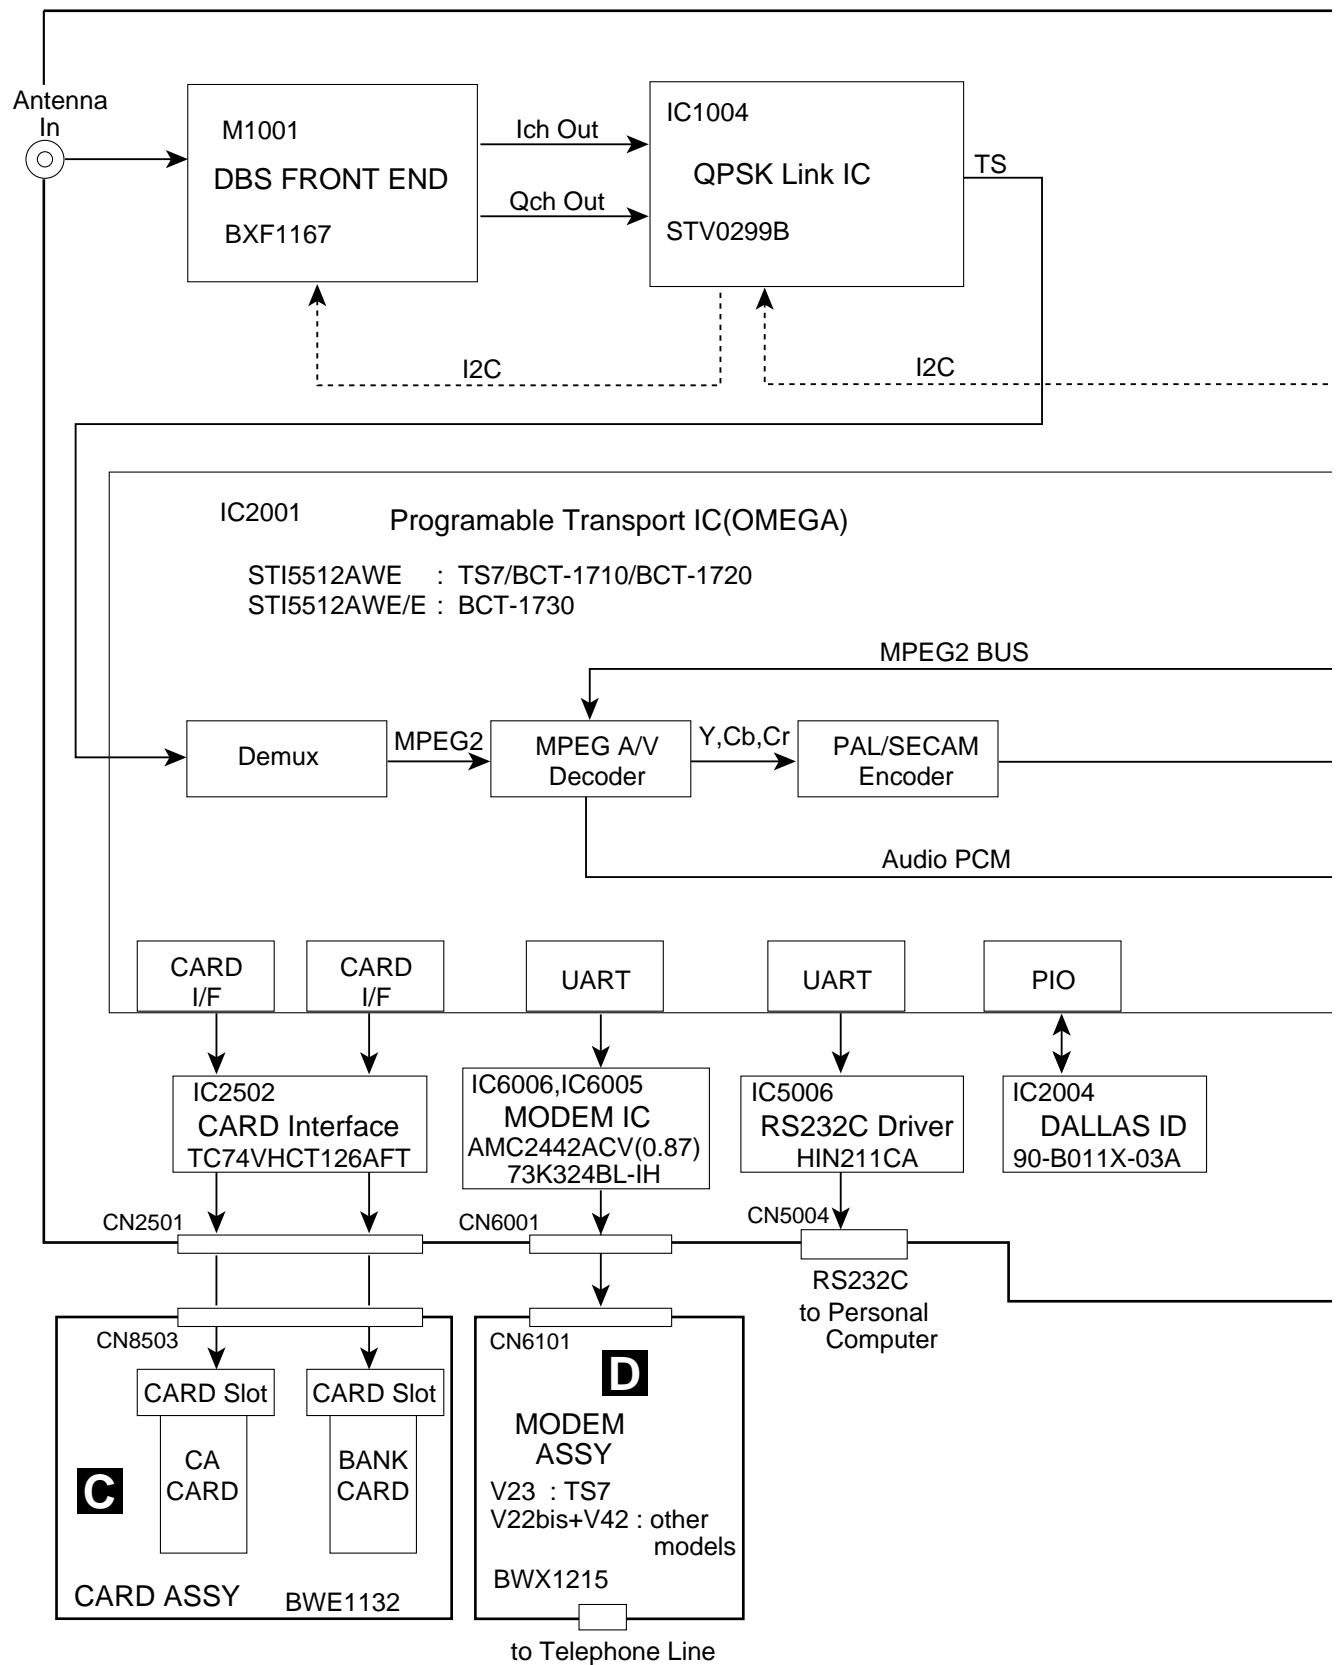 Antenna
In
M1001
DBS FRONT END
BXF1167
Ich Out
Qch Out
IC1004
QPSK Link IC
STV0299B
TS
I2C
I2C
IC2001
Programable Transport IC(OMEGA)
STI5512AWE : TS7/BCT-1710/BCT-1720
STI5512AWE/E : BCT-1730
MPEG2 BUS
Demux
MPEG2
MPEG A/V
Decoder
Y,Cb,Cr
PAL/SECAM
Encoder
Audio PCM
CARD
I/F
CARD
I/F
UART
UART
PIO
IC2502
CARD Interface
TC74VHCT126AFT
IC6006,IC6005
MODEM IC
AMC2442ACV(0.87)
73K324BL-IH
IC5006
RS232C Driver
HIN211CA
IC2004
DALLAS ID
90-B011X-03A
CN2501
CN6001
CN5004
RS232C
to Personal
Computer
CN8503
CARD Slot
CARD Slot
CA
CARD
BANK
CARD
C
CARD ASSY
BWE1132
CN6101
D
MODEM
ASSY
V23 : TS7
V22bis+V42 : other
models
BWX1215
to Telephone Line